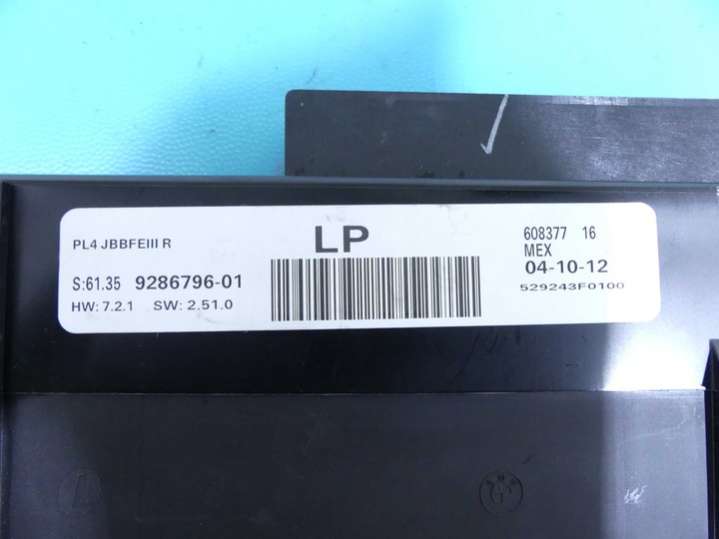 PL4 JBBFEIII R
LP
608377 16
MEX
S:61.35 9286796-01
04-10-12
HW: 7.2.1 SW: 2.51.0
529243F0100